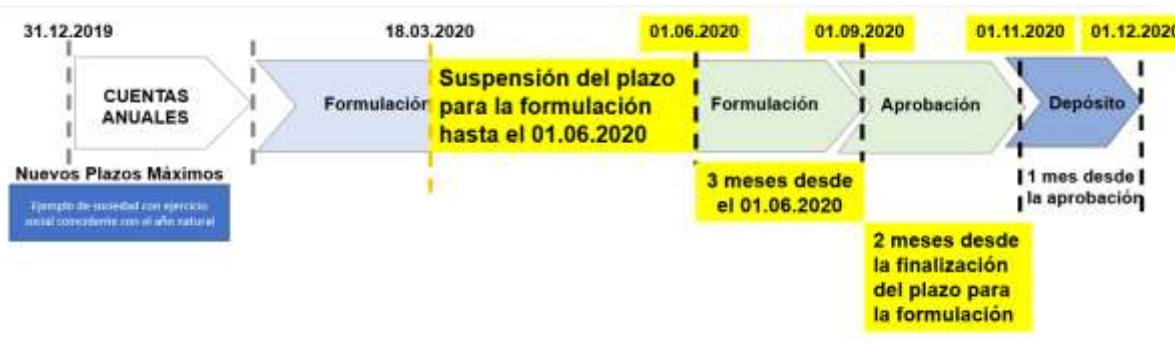 31.12.2019
18.03.2020
01.06.2020
01.09.2020
01.11.2020
01.12.2020
CUENTAS
ANUALES
Formulación
Suspensión del plazo
para la formulación
hasta el 01.06.2020
Formulación
Aprobación
Depósito
Nuevos Plazos Máximos
Ejemplo de sociedad con ejercicio
social coincidente con el año natural
3 meses desde
el 01.06.2020
1 mes desde
la aprobación
2 meses desde
la finalización
del plazo para
la formulación